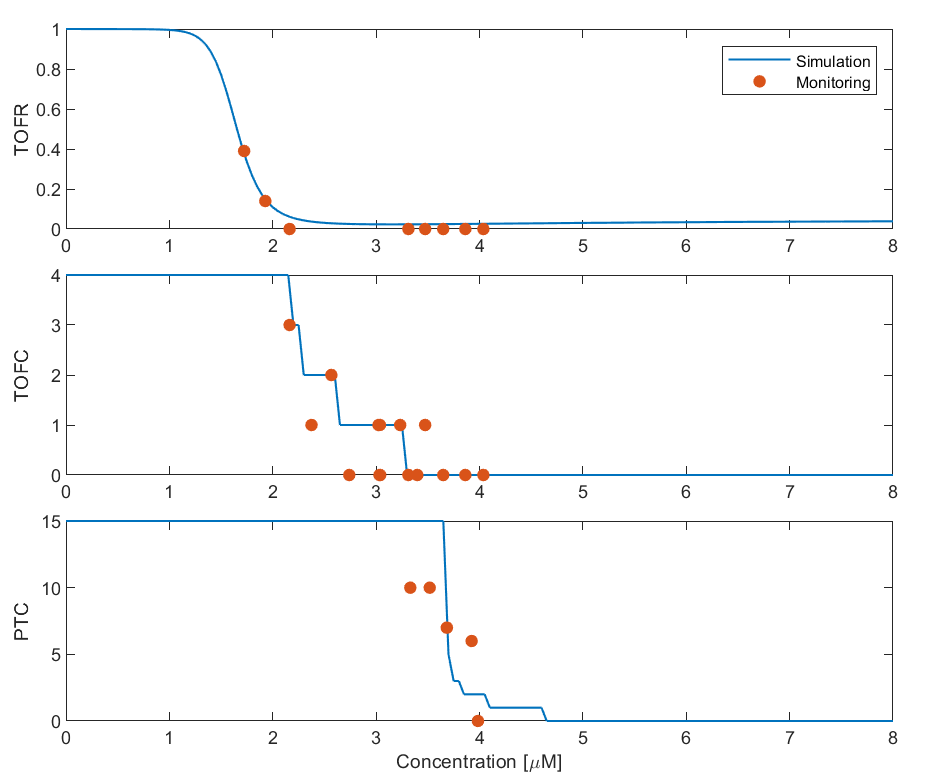 1
0.8
0.6
0.4
0.2
0
TOFR
Simulation
Monitoring
0 1 2 3 4 5 6 7 8
4
3
2
1
0
TOFC
0 1 2 3 4 5 6 7 8
15
10
5
0
PTC
0 1 2 3 4 5 6 7 8
Concentration [μM]